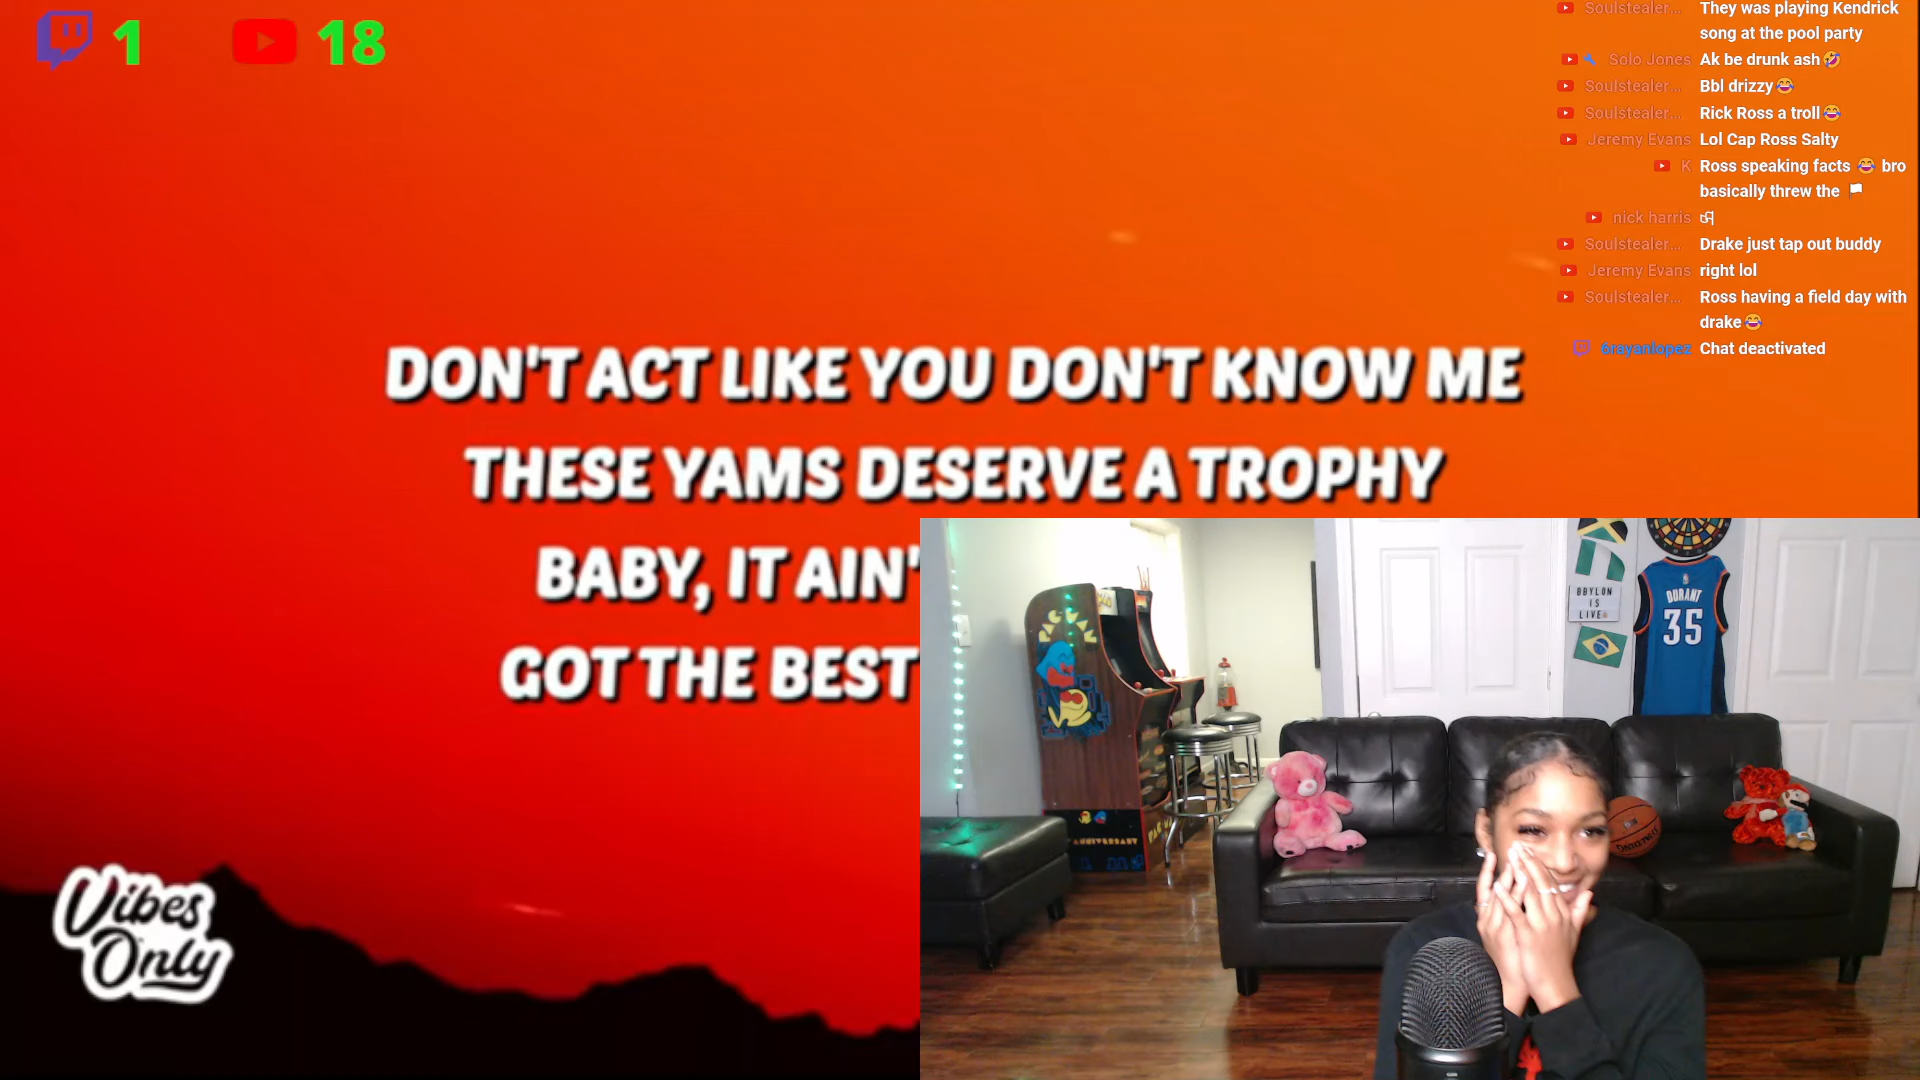 1
18
Soulstealer...
They was playing Kendrick
song at the pool party
Solo Jones
Ak be drunk ash🤣
Soulstealer...
Bbl drizzy😂
Soulstealer...
Rick Ross a troll😂
Jeremy Evans
Lol Cap Ross Salty
K
Ross speaking facts 😂 bro
basically threw the 🏳️
nick harris
Soulstealer...
Drake just tap out buddy
Jeremy Evans
right lol
Soulstealer...
Ross having a field day with
drake😂
6rayanlopez
Chat deactivated
DON'T ACT LIKE YOU DON'T KNOW ME
THESE YAMS DESERVE A TROPHY
BABY, IT AIN'
GOT THE BEST
BBYLON
IS
LIVE
DURANT
35
PAC-MAN
ANNIVERSARY
Vibes
Only